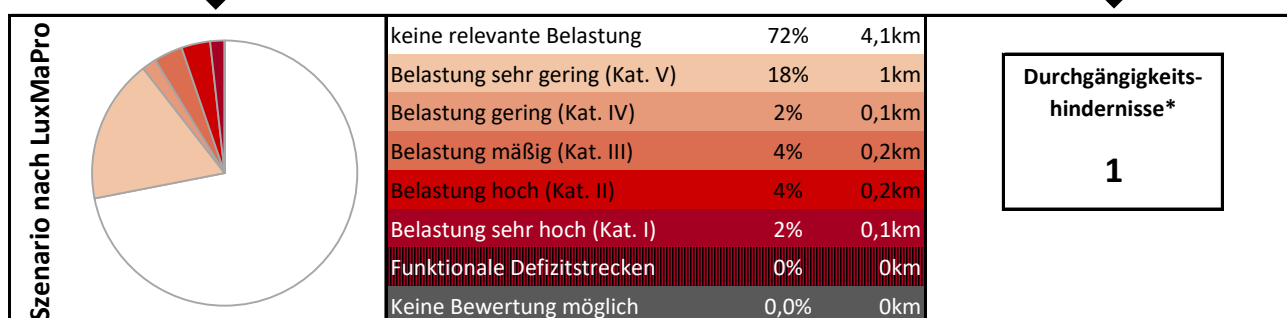 Szenario nach LuxMaPro
keine relevante Belastung 72% 4,1km
Belastung sehr gering (Kat. V) 18% 1km
Belastung gering (Kat. IV) 2% 0,1km
Belastung mäßig (Kat. III) 4% 0,2km
Belastung hoch (Kat. II) 4% 0,2km
Belastung sehr hoch (Kat. I) 2% 0,1km
Funktionale Defizitstrecken 0% 0km
Keine Bewertung möglich 0,0% 0km
Durchgängigkeits-
hindernisse*
1